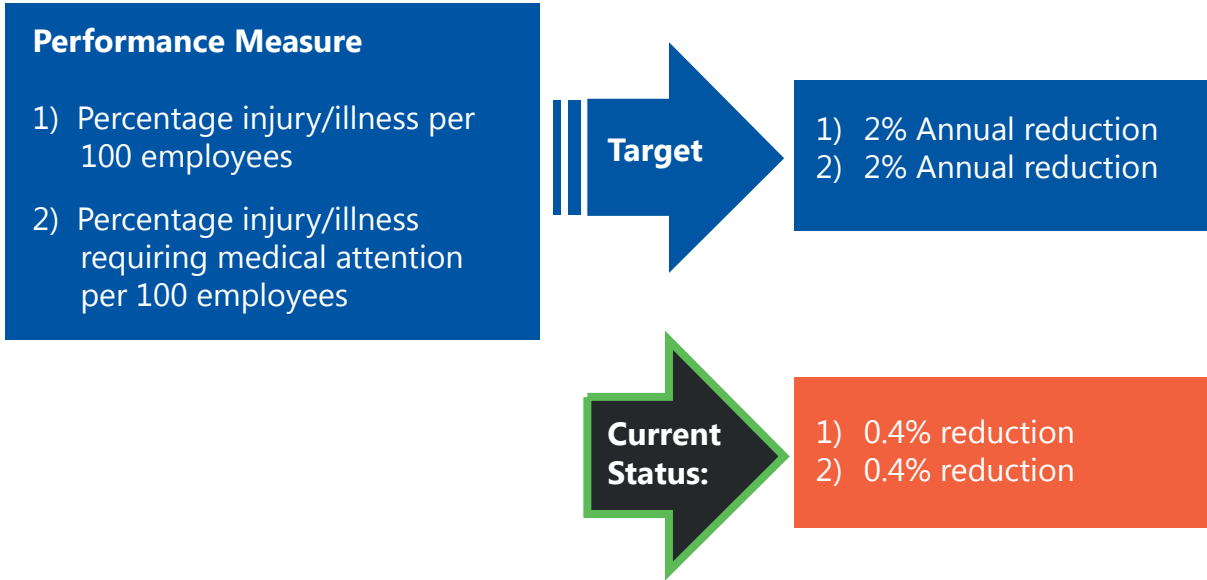 Performance Measure
1) Percentage injury/illness per
100 employees
2) Percentage injury/illness
requiring medical attention
per 100 employees
Target
1) 2% Annual reduction
2) 2% Annual reduction
Current
Status:
1) 0.4% reduction
2) 0.4% reduction